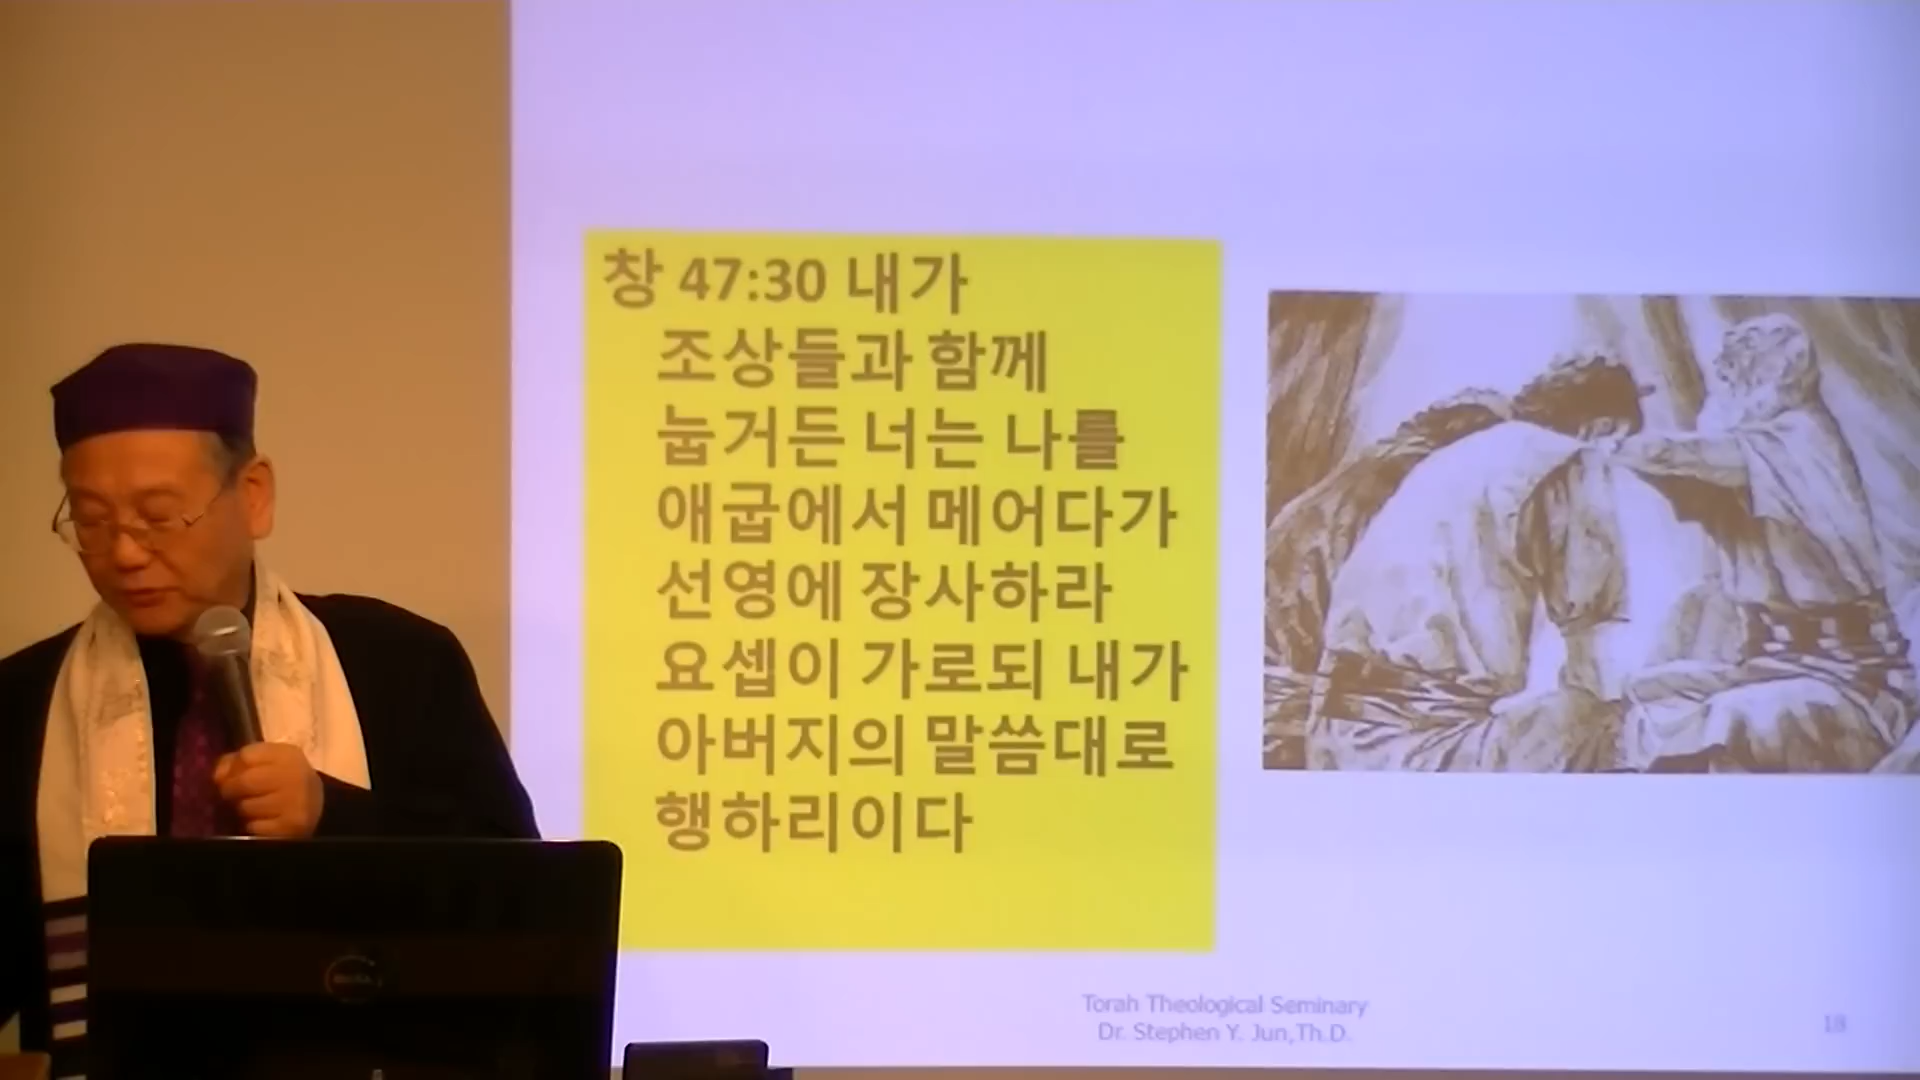 창 47:30 내가
조상들과 함께
눕거든 너는 나를
애굽에서 메어다가
선영에 장사하라
요셉이 가로되 내가
아버지의 말씀대로
행하리이다
Torah Theological Seminary
Dr. Stephen Y. Jun,Th.D.
18